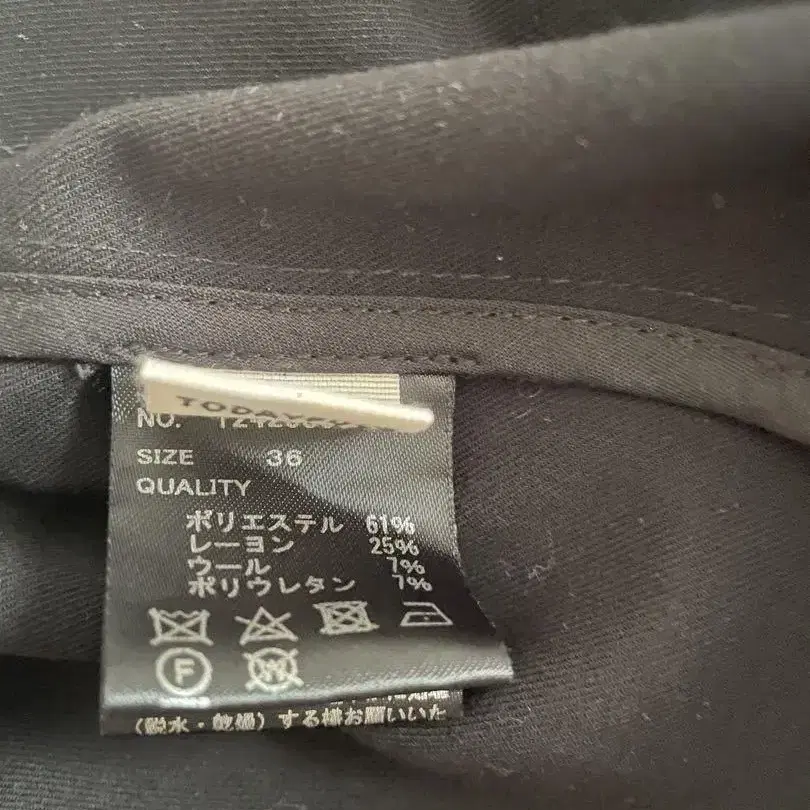 NO.
SIZE 36
QUALITY
ポリエステル 61%
レーヨン 25%
ウール 7%
ポリウレタン 7%
F
W
(脱水・乾燥)する様お願いいた